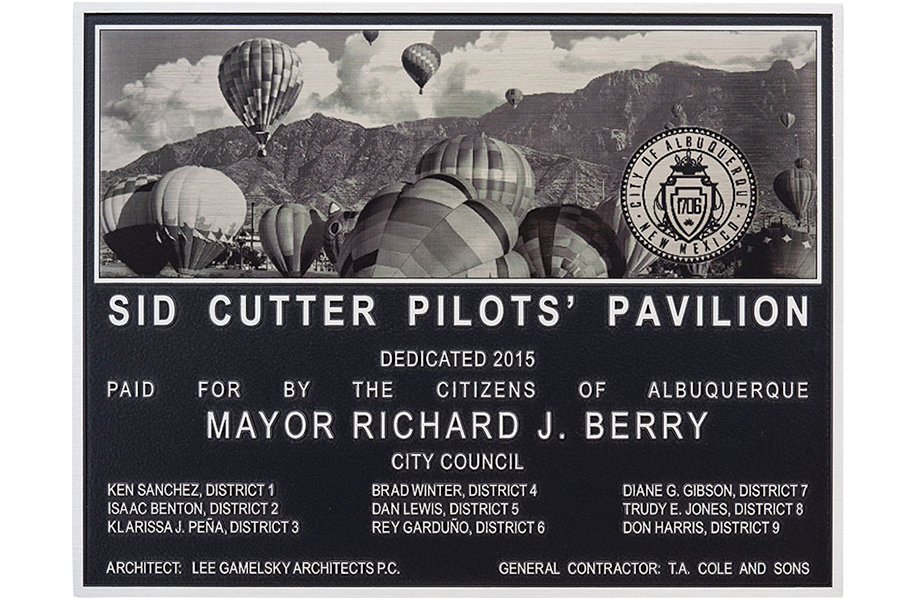 CITY OF ALBUQUERQUE
1706
NEW MEXICO
SID CUTTER PILOTS’ PAVILION
DEDICATED 2015
PAID FOR BY THE CITIZENS OF ALBUQUERQUE
MAYOR RICHARD J. BERRY
CITY COUNCIL
KEN SANCHEZ, DISTRICT 1 BRAD WINTER, DISTRICT 4 DIANE G. GIBSON, DISTRICT 7
ISAAC BENTON, DISTRICT 2 DAN LEWIS, DISTRICT 5 TRUDY E. JONES, DISTRICT 8
KLARISSA J. PEÑA, DISTRICT 3 REY GARDUÑO, DISTRICT 6 DON HARRIS, DISTRICT 9
ARCHITECT: LEE GAMELSKY ARCHITECTS P.C. GENERAL CONTRACTOR: T.A. COLE AND SONS